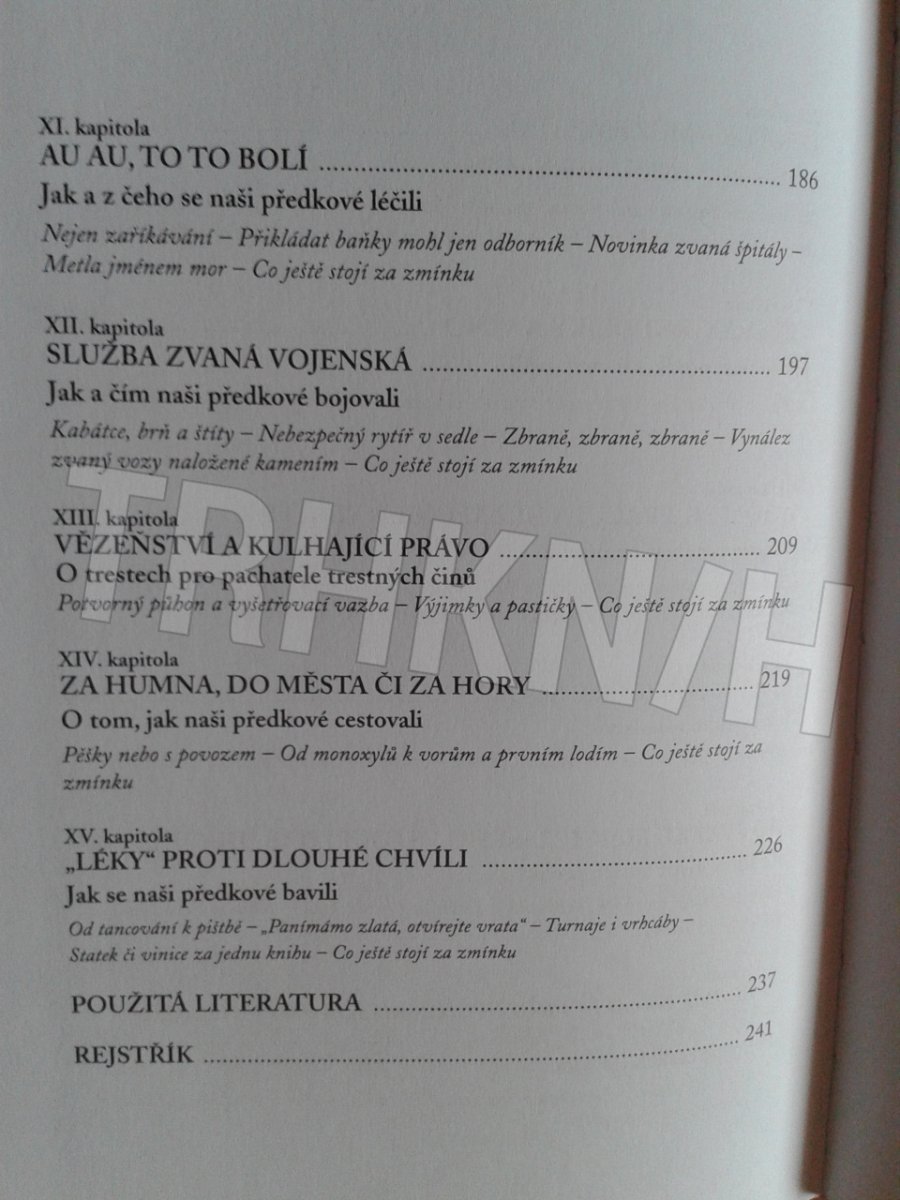 XI. kapitola
AU AU, TO TO BOLÍ ........ 186
Jak a z čeho se naši předkové léčili
Nejen zaříkávání – Přikládat baňky mohl jen odborník – Novinka zvaná špitály –
Metla jménem mor – Co ještě stojí za zmínku
XII. kapitola
SLUŽBA ZVANÁ VOJENSKÁ ........ 197
Jak a čím naši předkové bojovali
Kabátce, brň a štíty – Nebezpečný rytíř v sedle – Zbraně, zbraně, zbraně – Vynález
zvaný vozy naložené kamením – Co ještě stojí za zmínku
XIII. kapitola
VĚZEŇSTVÍ A KULHAJÍCÍ PRÁVO ........ 209
O trestech pro pachatele trestných činů
Potvorný půhon a vyšetřovací vazba – Výjimky a pastičky – Co ještě stojí za zmínku
TRHKNIH
XIV. kapitola
ZA HUMNA, DO MĚSTA ČI ZA HORY ........ 219
O tom, jak naši předkové cestovali
Pěšky nebo s povozem – Od monoxylů k vorům a prvním lodím – Co ještě stojí za
zmínku
XV. kapitola
„LÉKY“ PROTI DLOUHÉ CHVÍLI ........ 226
Jak se naši předkové bavili
Od tancování k pištbě – „Panímámo zlatá, otvírejte vrata“ – Turnaje i vrhcáby –
Statek či vinice za jednu knihu – Co ještě stojí za zmínku
POUŽITÁ LITERATURA ........ 237
REJSTŘÍK ........ 241